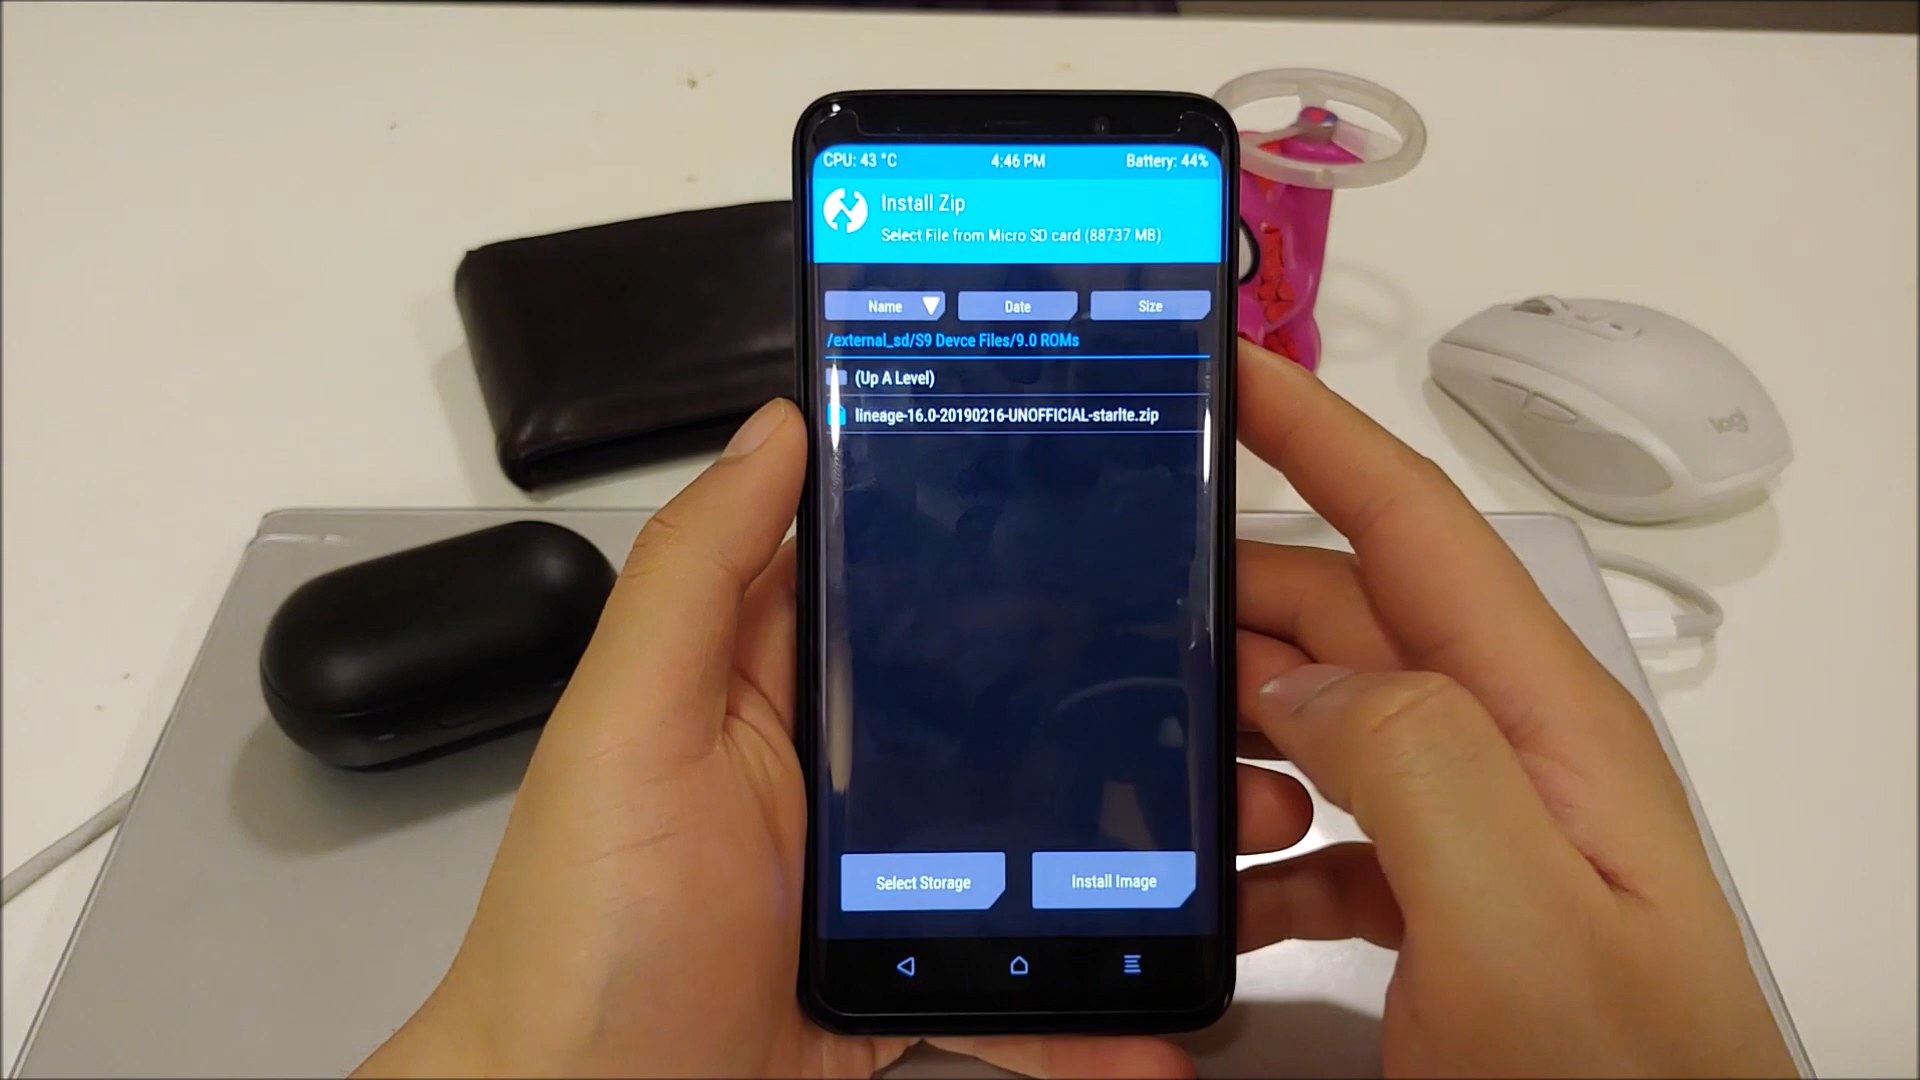 CPU: 43 °C 4:46 PM Battery: 44%
Install Zip
Select File from Micro SD card (88737 MB)
Name Date Size
/external_sd/S9 Devce Files/9.0 ROMs
(Up A Level)
lineage-16.0-20190216-UNOFFICIAL-starlte.zip
Select Storage Install Image
logi